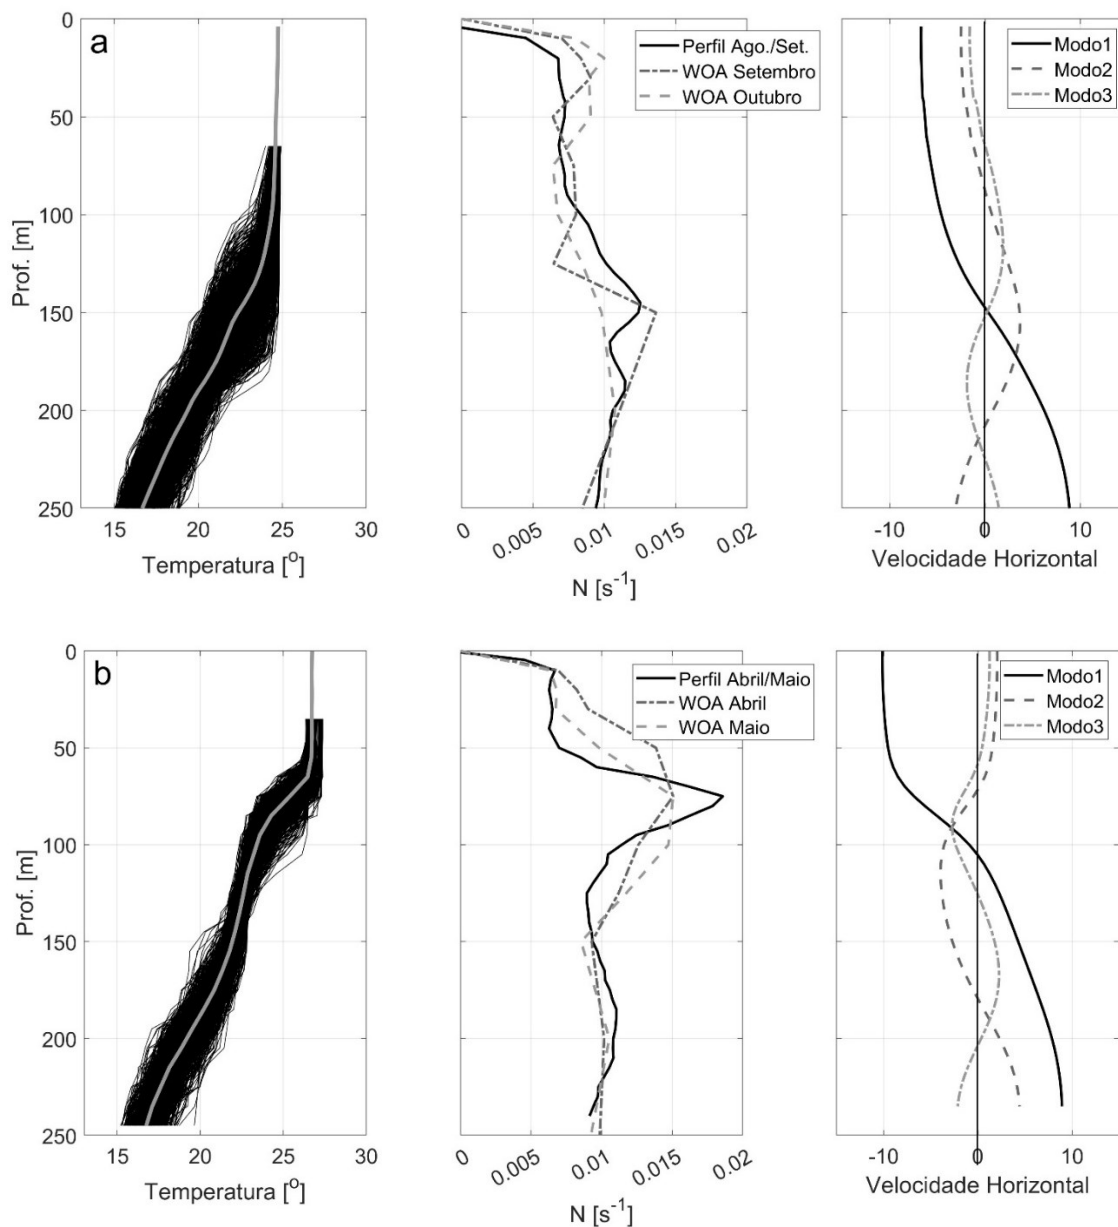 a
0
50
100
150
200
250
Prof. [m]
15
20
25
30
Temperatura [o]
Perfil Ago./Set.
WOA Setembro
WOA Outubro
0
0.005
0.01
0.015
0.02
N [s-1]
Modo1
Modo2
Modo3
-10
0
10
Velocidade Horizontal
b
0
50
100
150
200
250
Prof. [m]
15
20
25
30
Temperatura [o]
Perfil Abril/Maio
WOA Abril
WOA Maio
0
0.005
0.01
0.015
0.02
N [s-1]
Modo1
Modo2
Modo3
-10
0
10
Velocidade Horizontal